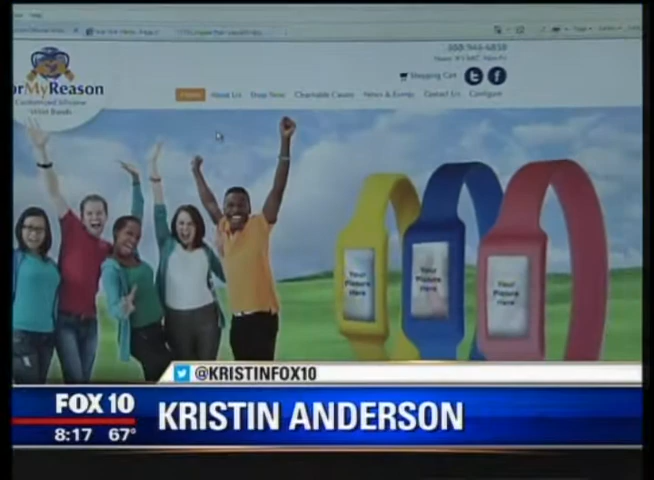 orMyReason
Customized Silicone
Wrist Bands
Shopping Cart
Home
About Us
Shop Now
Charitable Causes
News & Events
Contact Us
Configure
Your
Picture
Here
Your
Picture
Here
Your
Picture
Here
@KRISTINFOX10
FOX 10
KRISTIN ANDERSON
8:17 67°